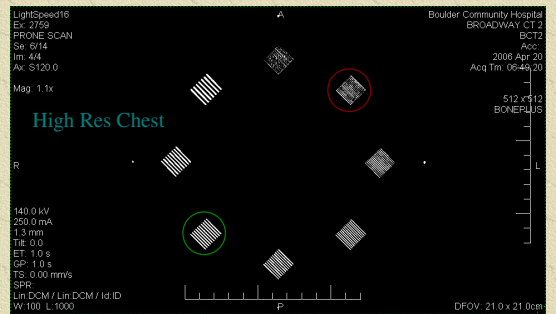 LightSpeed16
Ex: 2759
PRONE SCAN
Se: 6/14
Im: 4/4
Ax: S120.0
Mag: 1.1x
A
Boulder Community Hospital
BROADWAY CT 2
BCT2
Acc:
2006 Apr 20
Acq Tm: 06:49:20
512 x 512
BONEPLUS
High Res Chest
R
L
140.0 kV
250.0 mA
1.3 mm
Tilt: 0.0
ET: 1.0 s
GP: 1.0 s
TS: 0.00 mm/s
SPR:
Lin:DCM / Lin:DCM / Id:ID
W:100 L:1000
P
DFOV: 21.0 x 21.0cm